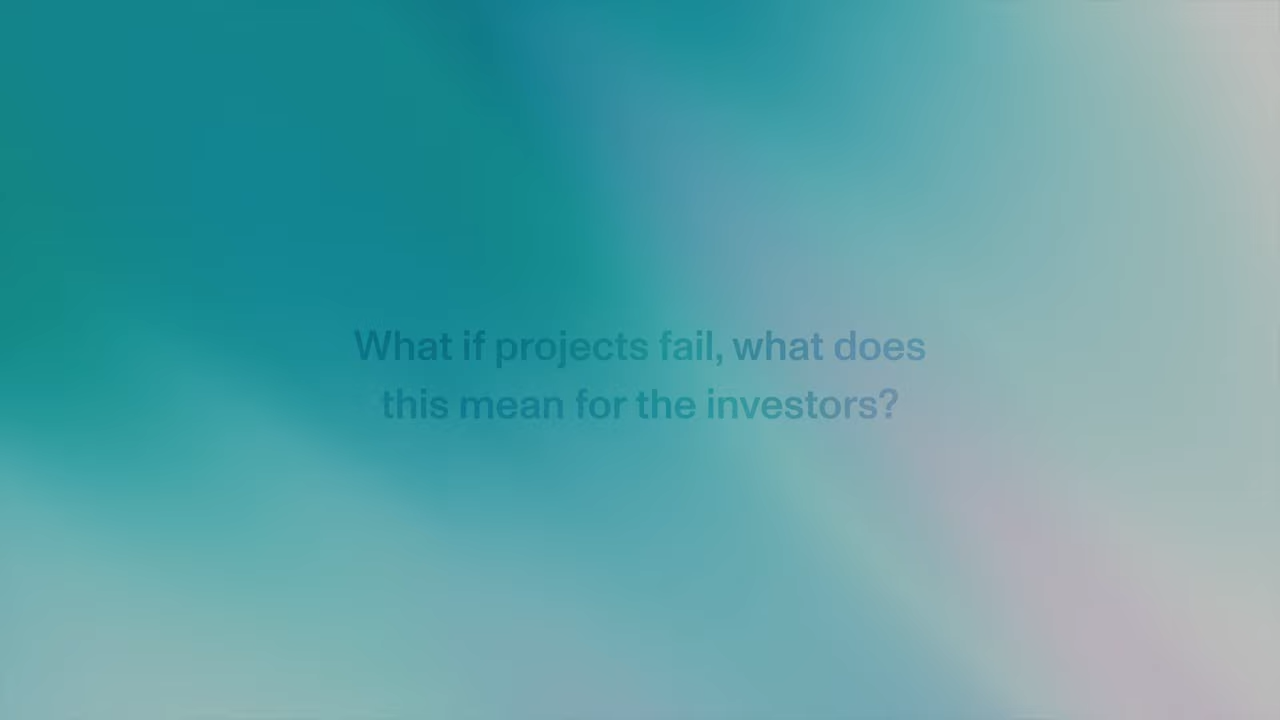 What if projects fail, what does
this mean for the investors?